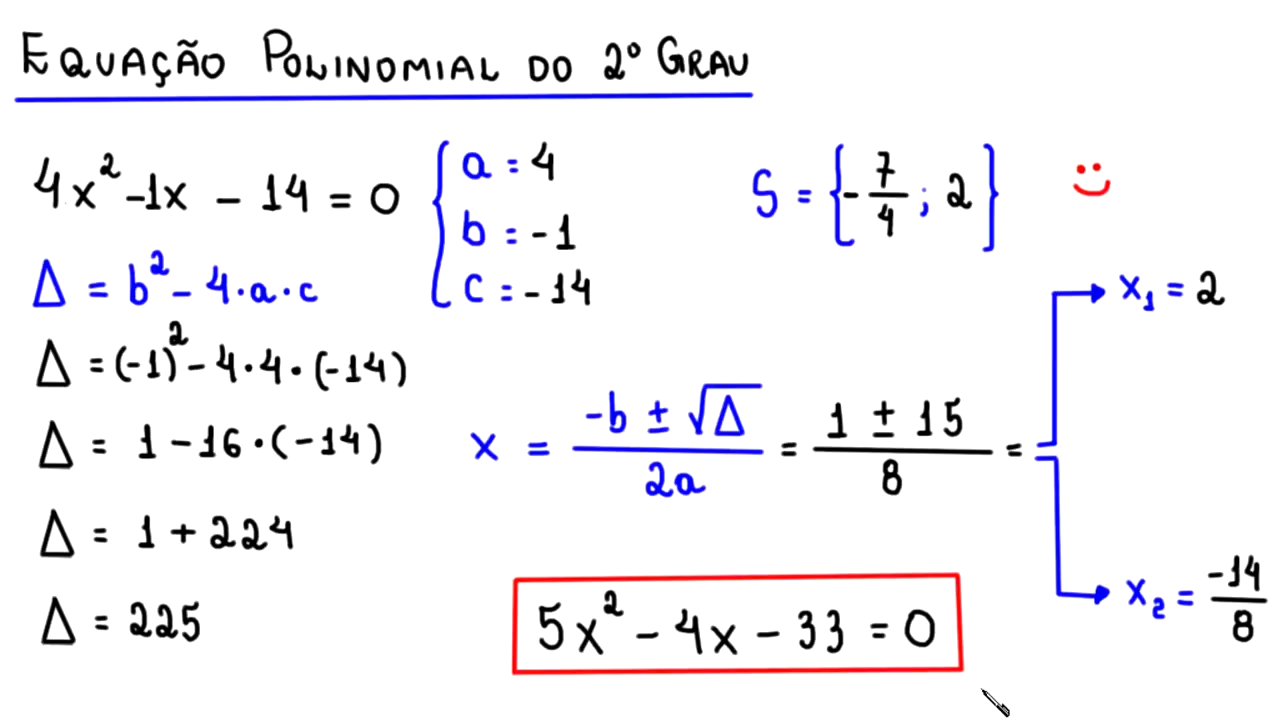 EQUAÇÃO POLINOMIAL DO 2º GRAU
4x² -1x - 14 = 0
a = 4
b = -1
c = -14
S = {-7/4 ; 2}
Δ = b² - 4·a·c
Δ = (-1)² - 4·4·(-14)
Δ = 1 - 16·(-14)
Δ = 1 + 224
Δ = 225
x = (-b ± √Δ)/2a = (1 ± 15)/8 =
x₁ = 2
x₂ = -14/8
5x² - 4x - 33 = 0